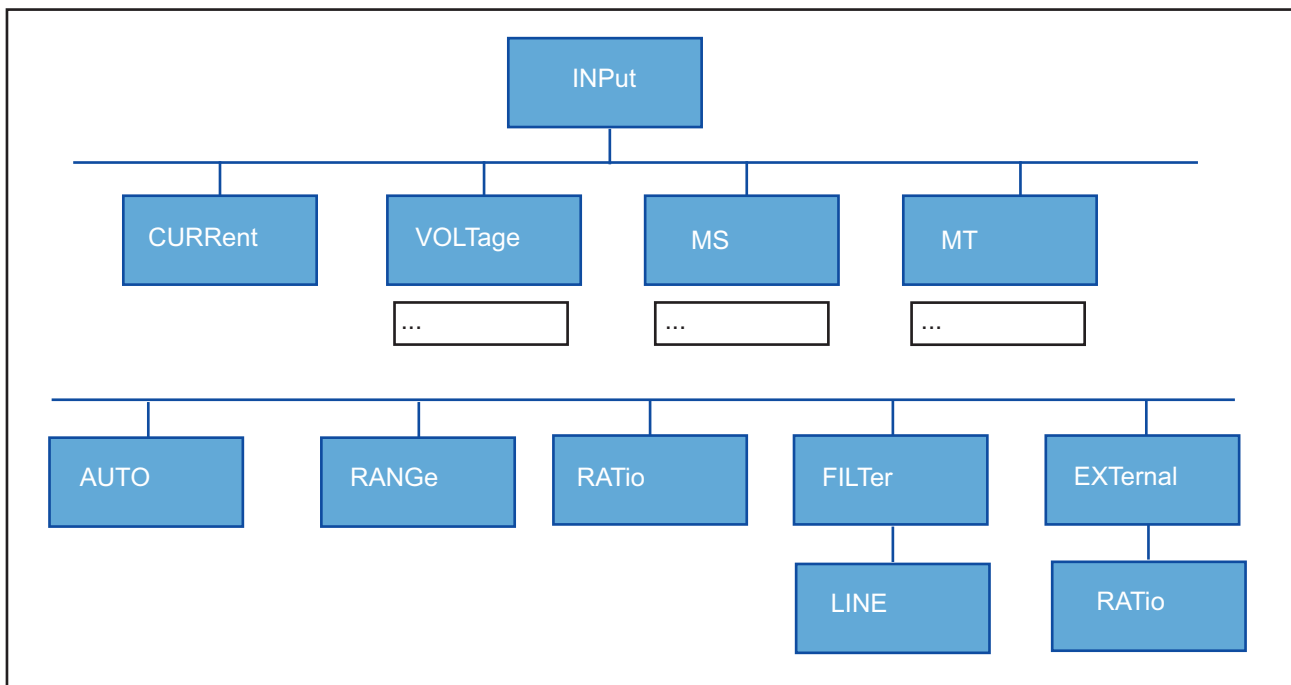 INPut
CURRent
VOLTage
MS
MT
...
...
...
AUTO
RANGe
RATio
FILTer
EXTernal
LINE
RATio